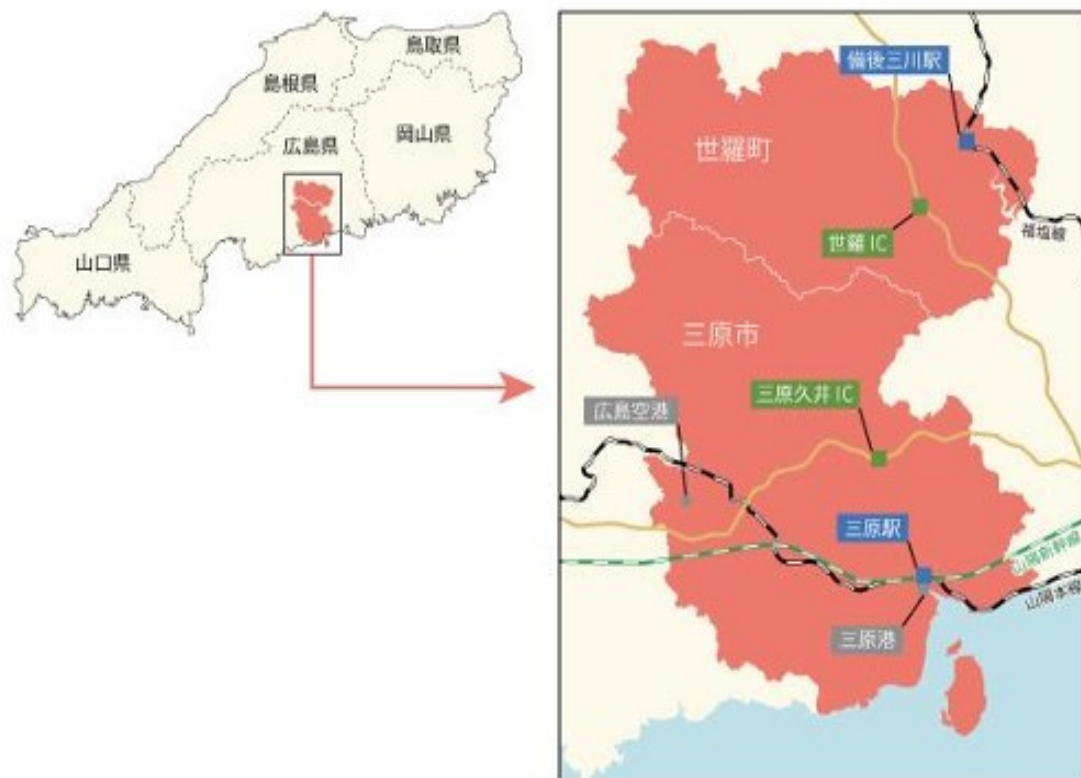 鳥取県
島根県
岡山県
広島県
山口県
備後三川駅
世羅町
世羅 IC
福塩線
三原市
三原久井 IC
広島空港
三原駅
山陽新幹線
山陽本線
三原港